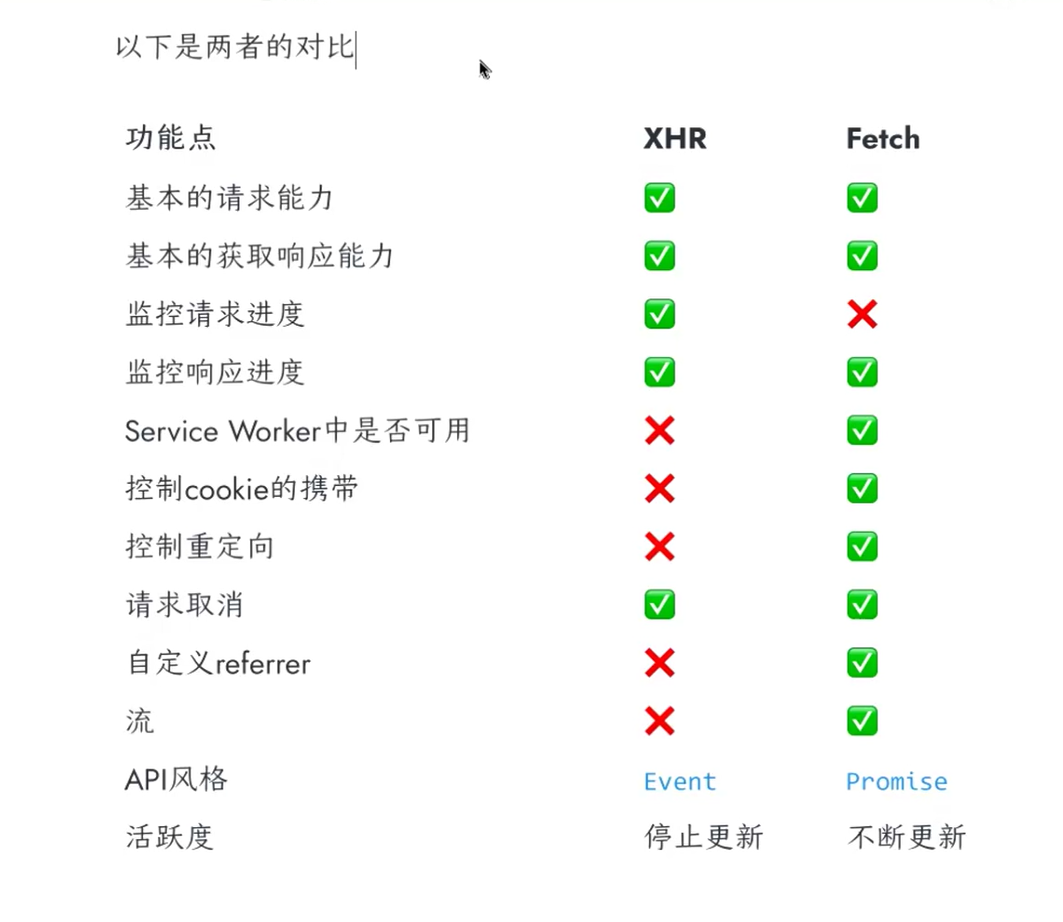 以下是两者的对比
功能点 XHR Fetch
基本的请求能力 ✅ ✅
基本的获取响应能力 ✅ ✅
监控请求进度 ✅ ❌
监控响应进度 ✅ ✅
Service Worker中是否可用 ❌ ✅
控制cookie的携带 ❌ ✅
控制重定向 ❌ ✅
请求取消 ✅ ✅
自定义referrer ❌ ✅
流 ❌ ✅
API风格 Event Promise
活跃度 停止更新 不断更新